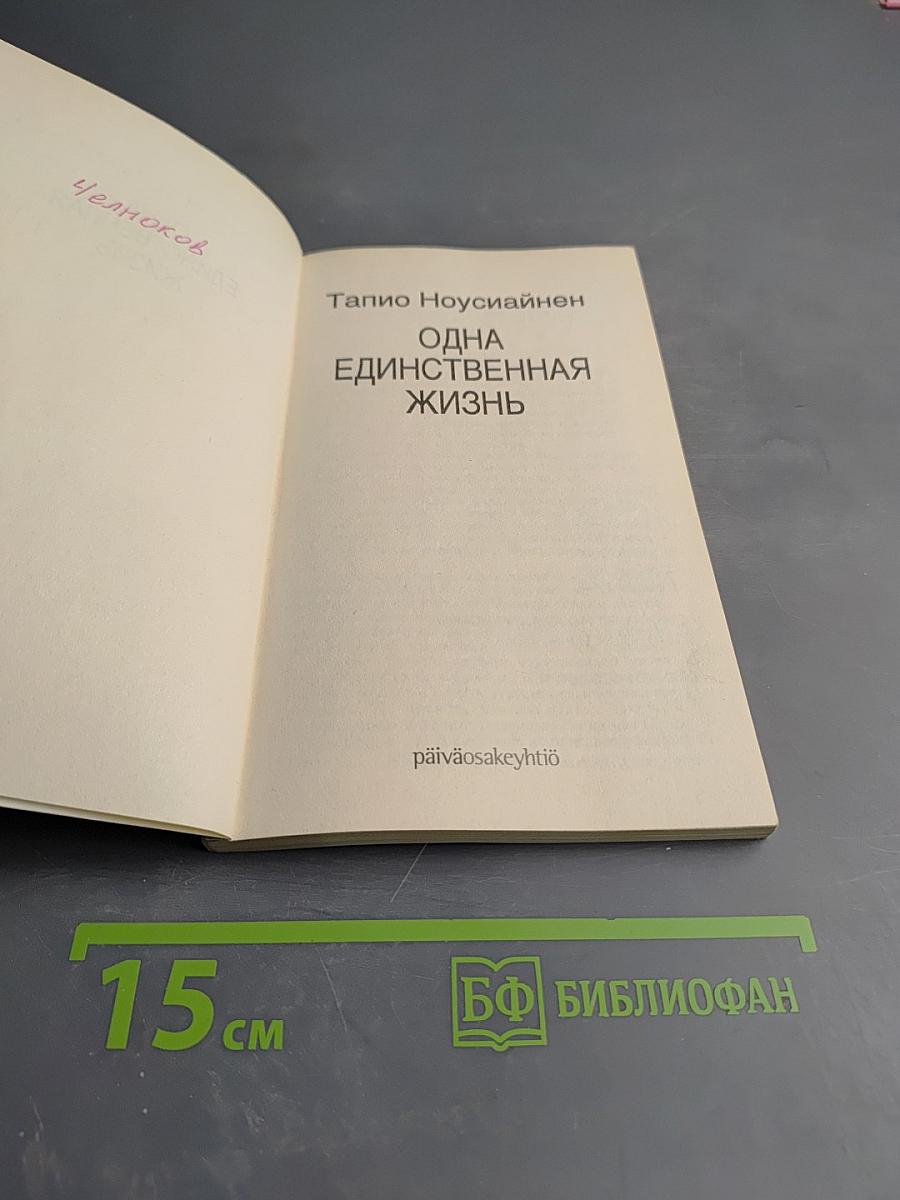 Челноков
Тапио Ноусиайнен
ОДНА
ЕДИНСТВЕННАЯ
ЖИЗНЬ
päiväosakeyhtiö
15 см
БФ БИБЛИОФАН